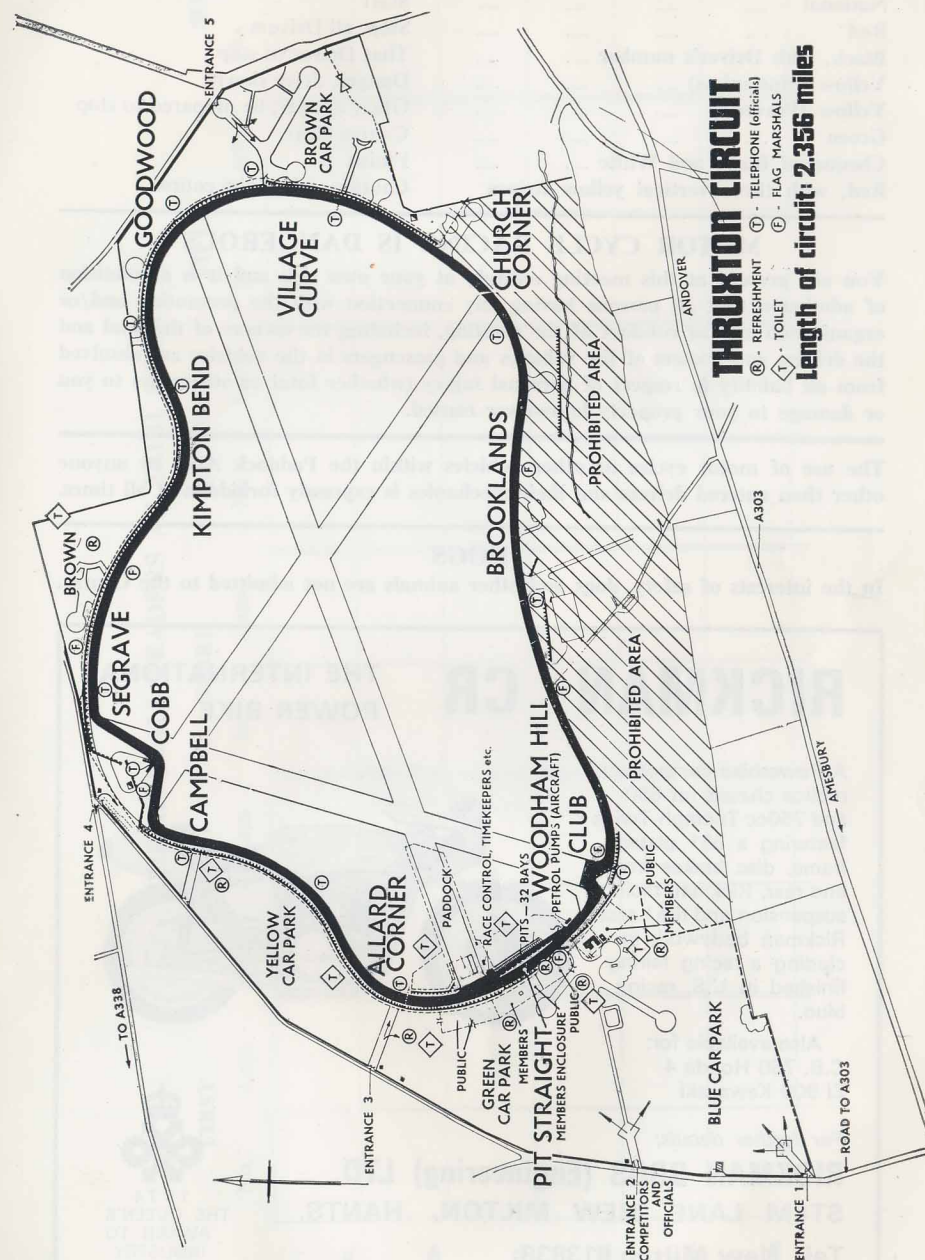 THRUXTON CIRCUIT
R - REFRESHMENT
T - TELEPHONE (officials)
T - TOILET
F - FLAG MARSHALS
Length of circuit: 2.356 miles
ENTRANCE 5
GOODWOOD
BROWN
CAR PARK
VILLAGE
CURVE
CHURCH
CORNER
KIMPTON BEND
BROWN
SEGRAVE
COBB
CAMPBELL
ENTRANCE 4
TO A338
YELLOW
CAR PARK
ALLARD
CORNER
PADDOCK
RACE CONTROL, TIMEKEEPERS etc.
PITS—32 BAYS
WOODHAM HILL
PETROL PUMPS (AIRCRAFT)
CLUB
BROOKLANDS
PROHIBITED AREA
PROHIBITED AREA
ANDOVER
A303
AMESBURY
PUBLIC
MEMBERS
PUBLIC
PUBLIC
GREEN
CAR PARK
MEMBERS
PIT STRAIGHT
MEMBERS ENCLOSURE
ENTRANCE 3
BLUE CAR PARK
ENTRANCE 2
COMPETITORS
AND
OFFICIALS
ENTRANCE 1
ROAD TO A303